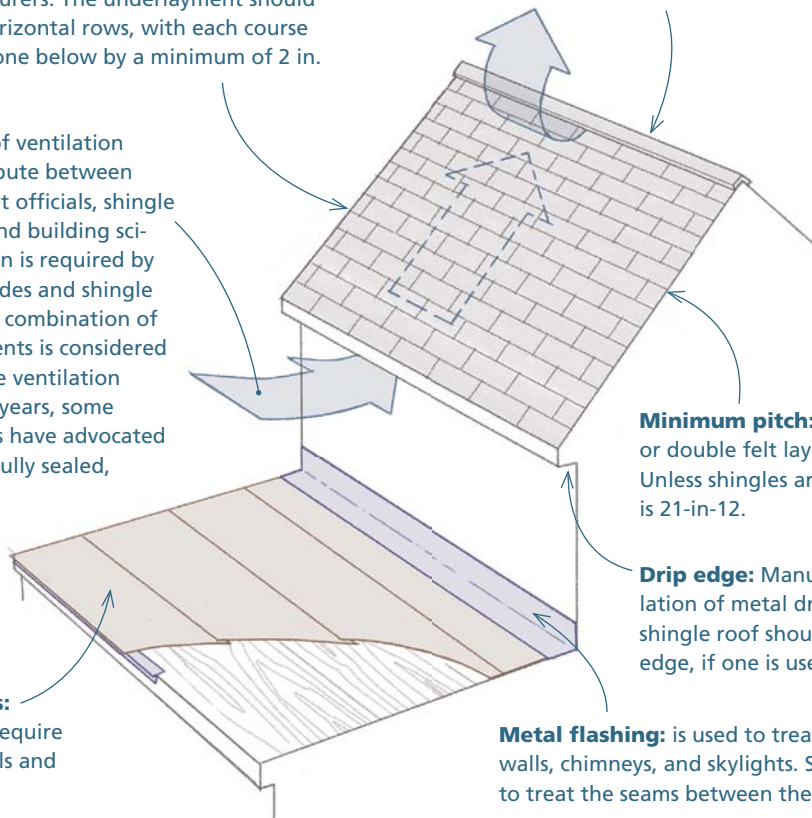 urers. The underlayment should
rizontal rows, with each course
one below by a minimum of 2 in.
of ventilation
pute between
t officials, shingle
nd building sci-
n is required by
des and shingle
combination of
ents is considered
e ventilation
years, some
s have advocated
fully sealed,
s:
equire
ls and
Minimum pitch:
or double felt lay
Unless shingles ar
is 21-in-12.
Drip edge: Manu
lation of metal dr
shingle roof shou
edge, if one is use
Metal flashing: is used to trea
walls, chimneys, and skylights. S
to treat the seams between the